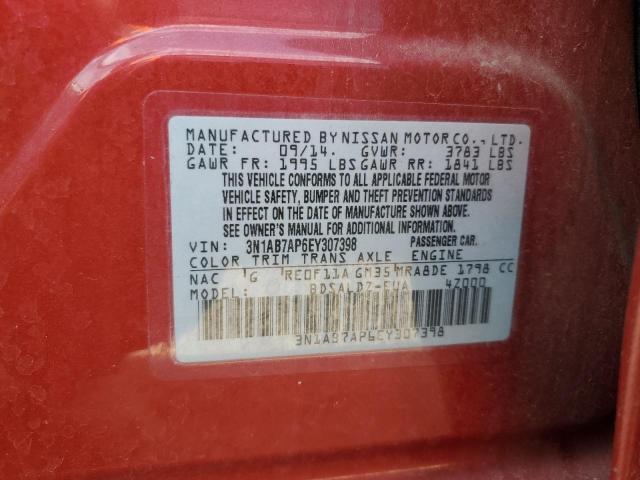 MANUFACTURED BY NISSAN MOTOR CO., LTD.
DATE: 09/14. GVWR: 3783 LBS
GAWR FR: 1995 LBS GAWR RR: 1841 LBS
THIS VEHICLE CONFORMS TO ALL APPLICABLE FEDERAL MOTOR
VEHICLE SAFETY, BUMPER AND THEFT PREVENTION STANDARDS
IN EFFECT ON THE DATE OF MANUFACTURE SHOWN ABOVE.
SEE OWNER'S MANUAL FOR ADDITIONAL INFORMATION
VIN: 3N1AB7AP6EY307398 PASSENGER CAR.
COLOR TRIM TRANS AXLE ENGINE
NAC G RE0F11A GM35 MRA8DE 1798 CC
MODEL: BDSALDZ-EUA 4Z000
3N1AB7AP6EY307398